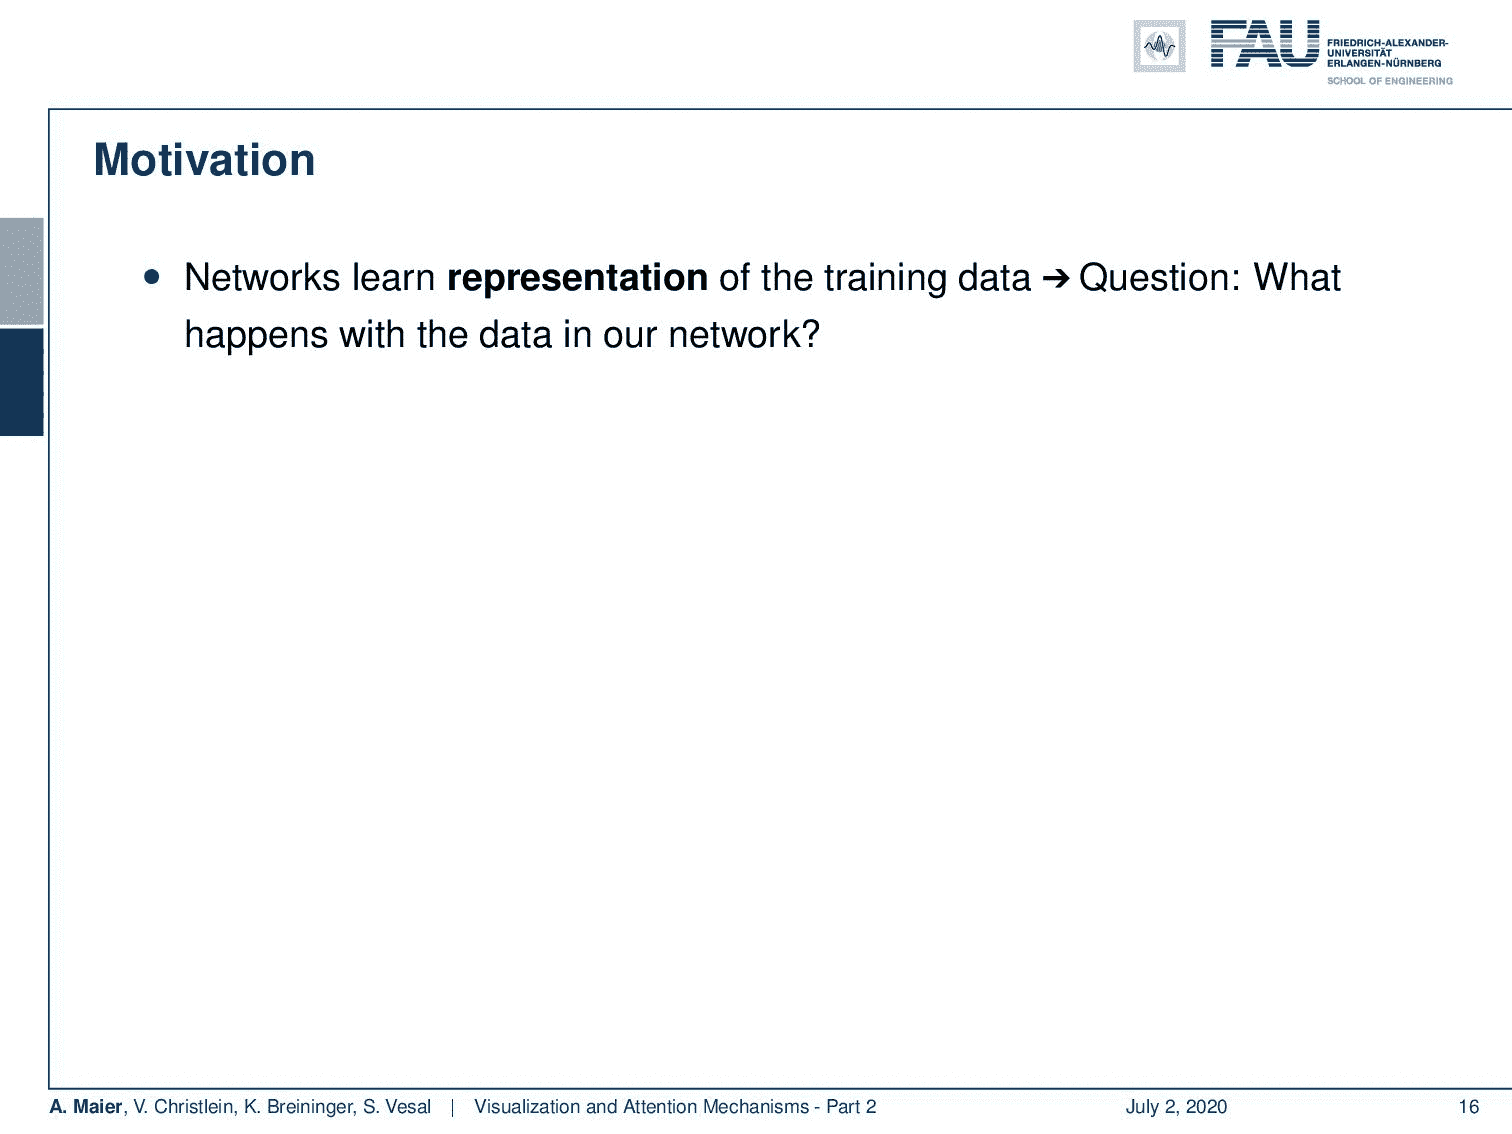 FAU
FRIEDRICH-ALEXANDER-
UNIVERSITÄT
ERLANGEN-NÜRNBERG
SCHOOL OF ENGINEERING
Motivation
• Networks learn representation of the training data ➔ Question: What
happens with the data in our network?
A. Maier, V. Christlein, K. Breininger, S. Vesal | Visualization and Attention Mechanisms - Part 2 July 2, 2020 16